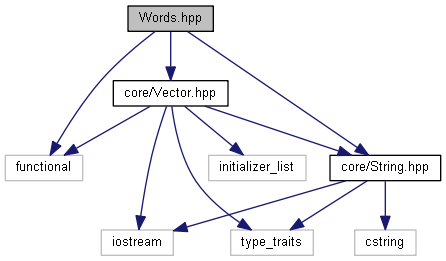 Words.hpp
core/Vector.hpp
functional
initializer_list
core/String.hpp
iostream
type_traits
cstring